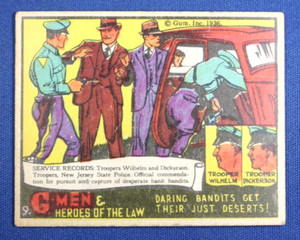 © Gum. Inc. 1936.
SERVICE RECORDS: Troopers Wilhelm and Dickerson.
Troopers, New Jersey State Police. Official commenda-
tion for pursuit and capture of desperate bank bandits.
TROOPER
WILHELM
TROOPER
DICKERSON
9.
G-MEN &
HEROES OF THE LAW
DARING BANDITS GET
THEIR JUST DESERTS!